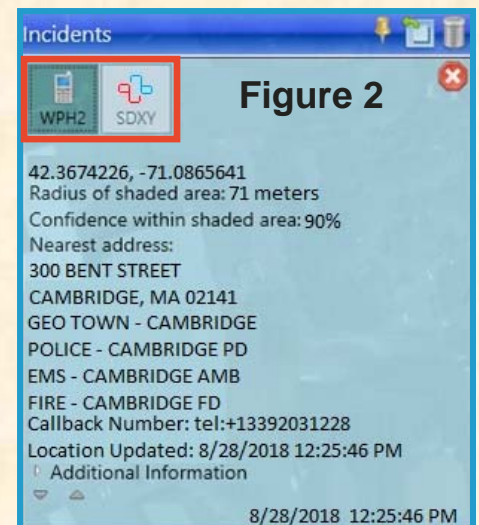 Incidents
WPH2 SDXY
Figure 2
42.3674226, -71.0865641
Radius of shaded area: 71 meters
Confidence within shaded area: 90%
Nearest address:
300 BENT STREET
CAMBRIDGE, MA 02141
GEO TOWN - CAMBRIDGE
POLICE - CAMBRIDGE PD
EMS - CAMBRIDGE AMB
FIRE - CAMBRIDGE FD
Callback Number: tel:+13392031228
Location Updated: 8/28/2018 12:25:46 PM
Additional Information
8/28/2018 12:25:46 PM